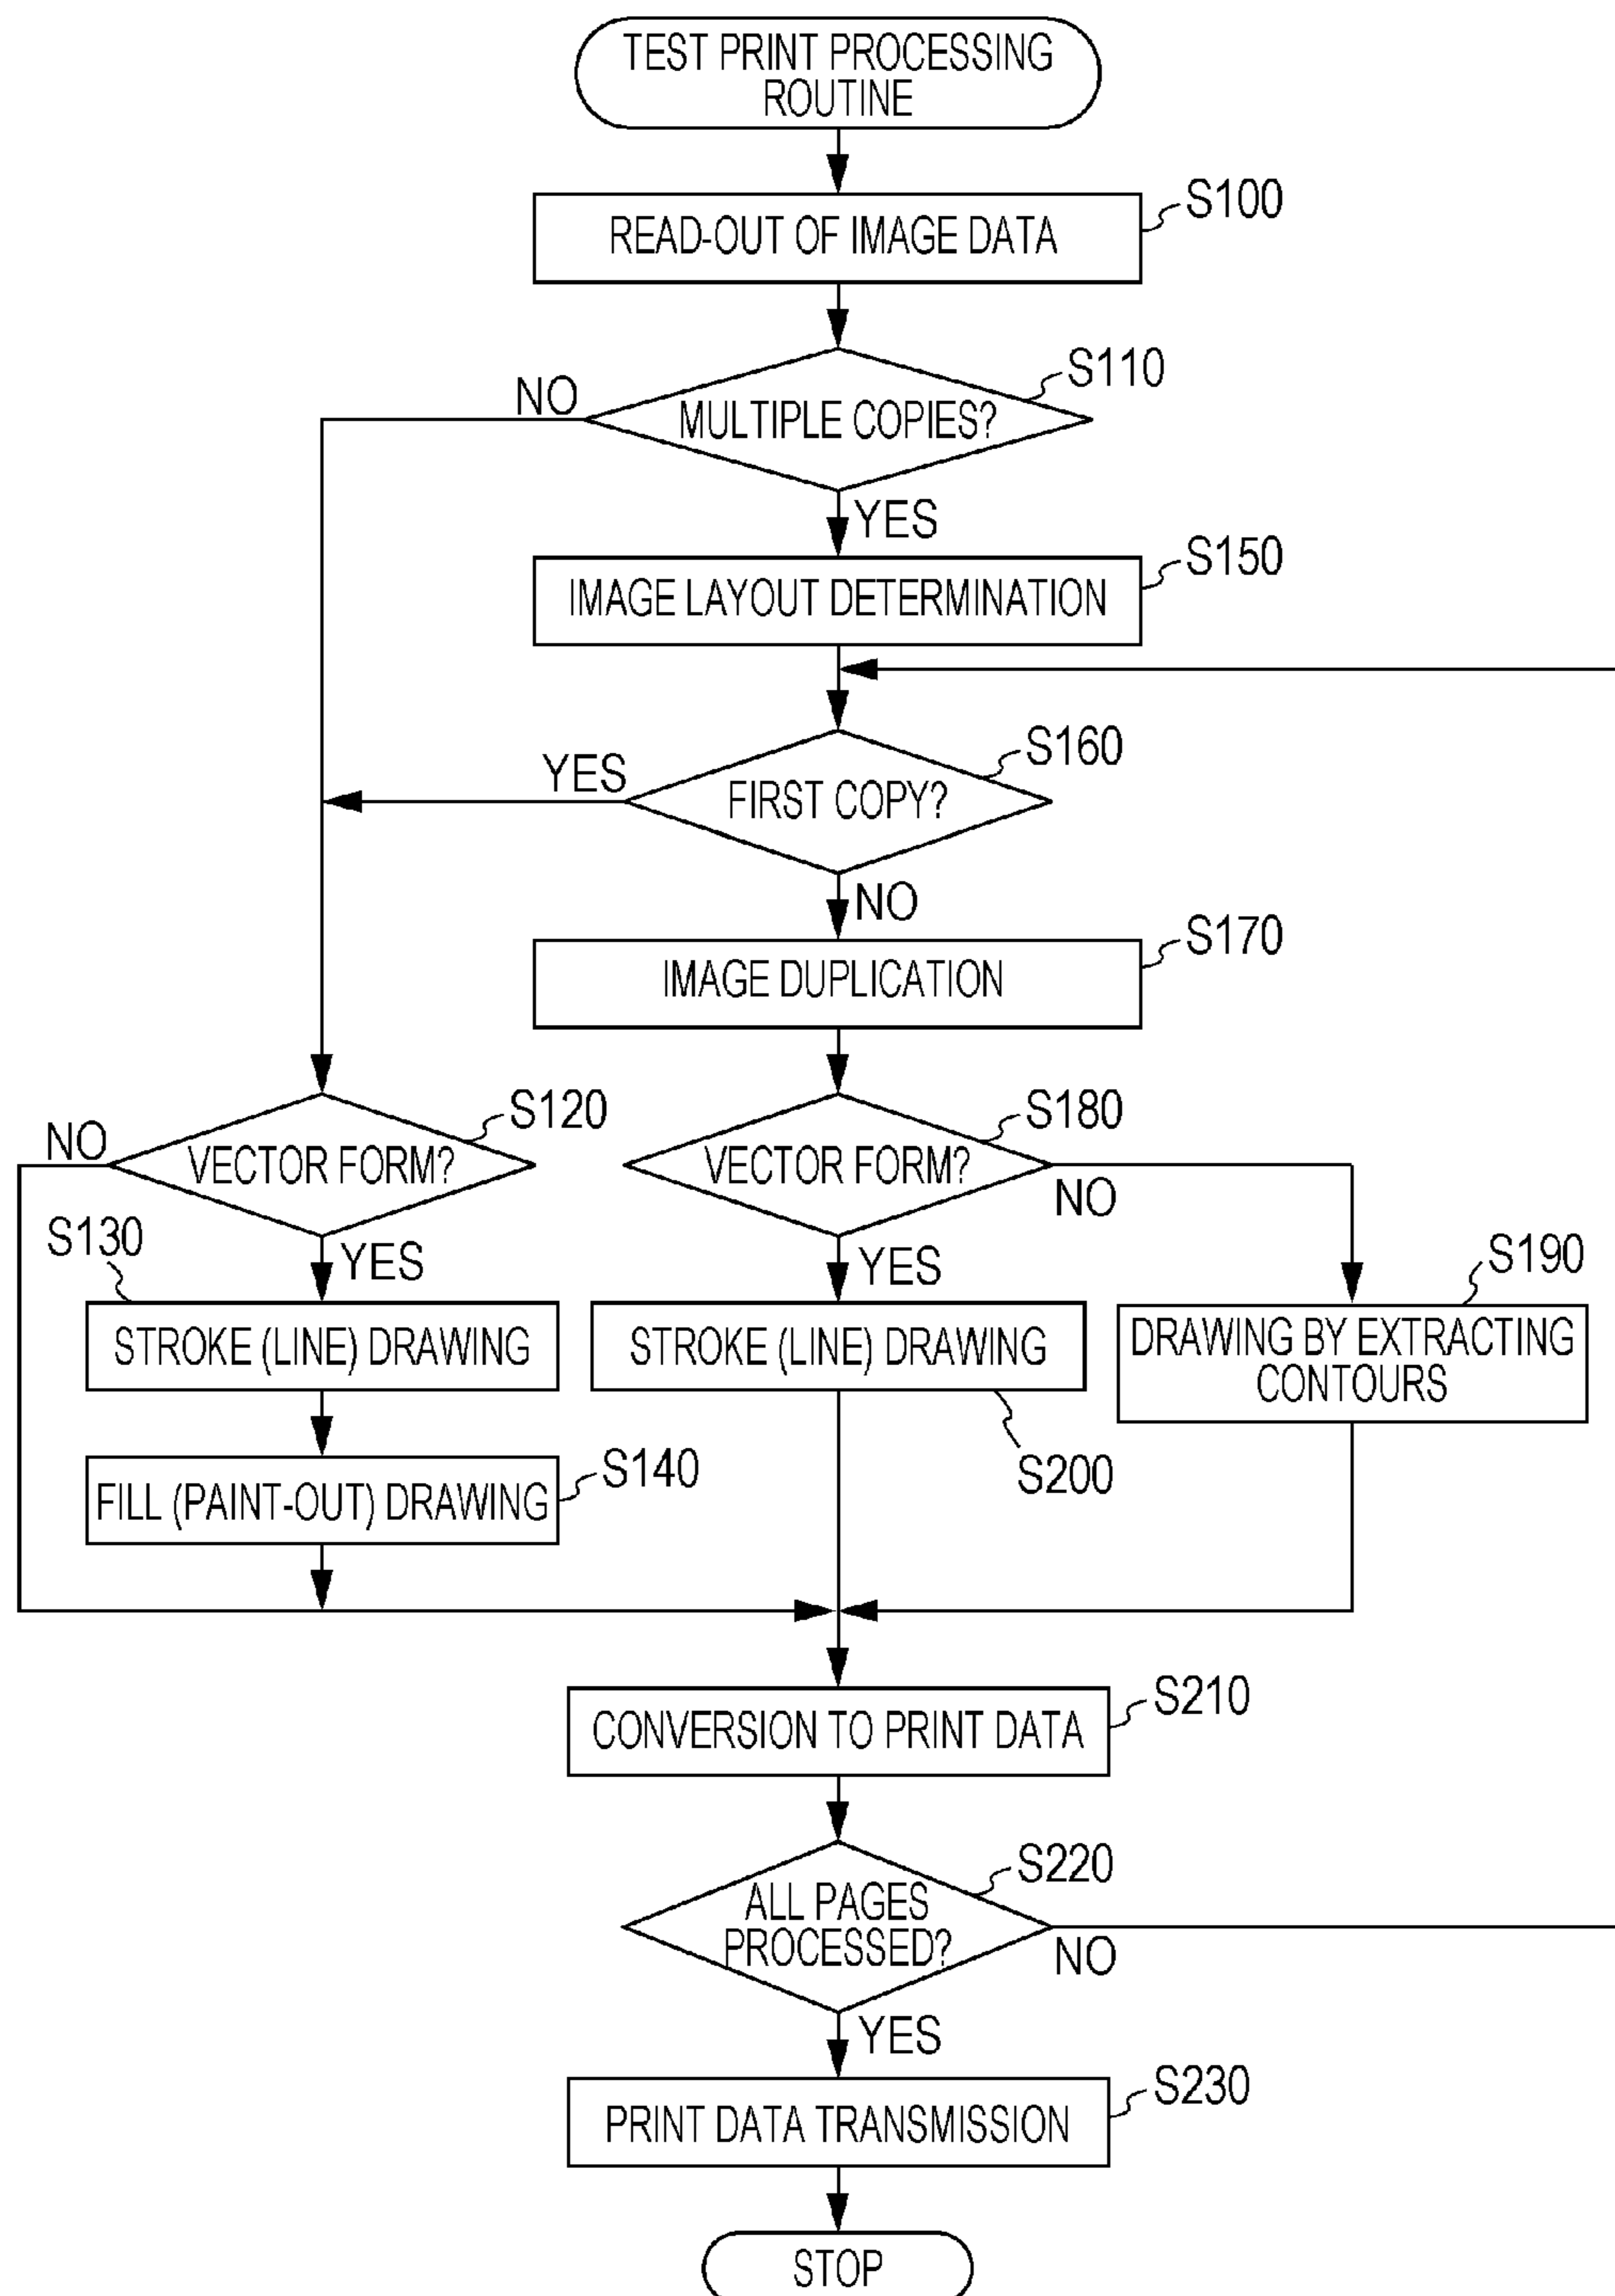 TEST PRINT PROCESSING
ROUTINE
S100
READ-OUT OF IMAGE DATA
S110
NO
MULTIPLE COPIES?
YES
S150
IMAGE LAYOUT DETERMINATION
S160
YES
FIRST COPY?
NO
S170
IMAGE DUPLICATION
S120
NO
VECTOR FORM?
S180
VECTOR FORM?
NO
S130
YES
STROKE (LINE) DRAWING
YES
STROKE (LINE) DRAWING
S200
S190
DRAWING BY EXTRACTING
CONTOURS
S140
FILL (PAINT-OUT) DRAWING
S210
CONVERSION TO PRINT DATA
S220
ALL PAGES
PROCESSED?
NO
YES
S230
PRINT DATA TRANSMISSION
STOP